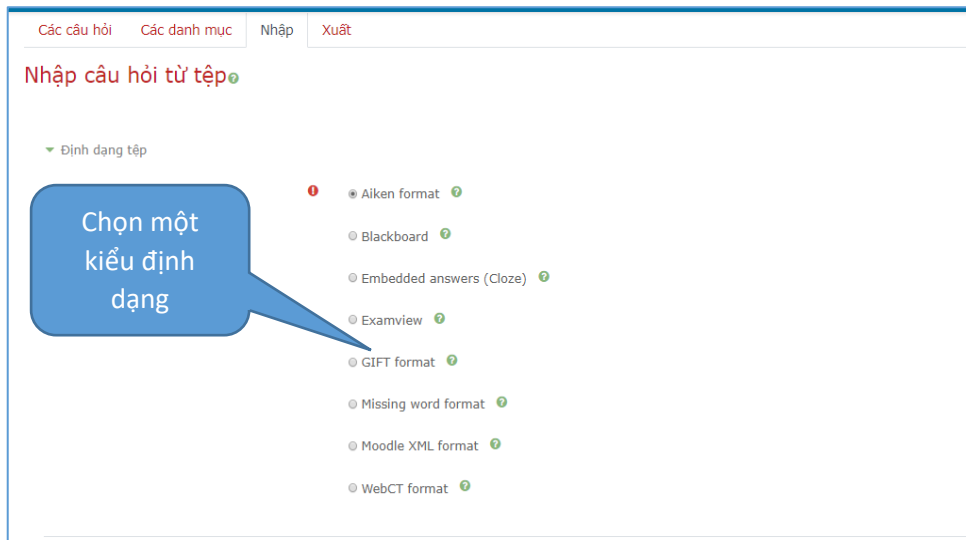 Các câu hỏi Các danh mục Nhập Xuất
Nhập câu hỏi từ tệp
Định dạng tệp
Chọn một
kiểu định
dạng
Aiken format
Blackboard
Embedded answers (Cloze)
Examview
GIFT format
Missing word format
Moodle XML format
WebCT format